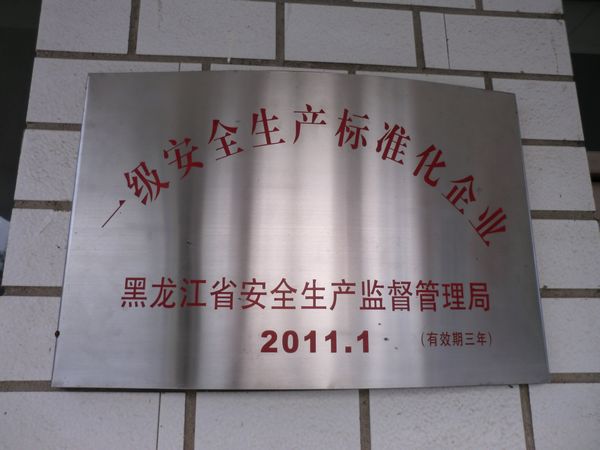 一级安全生产标准化企业
黑龙江省安全生产监督管理局
2011.1 (有效期三年)